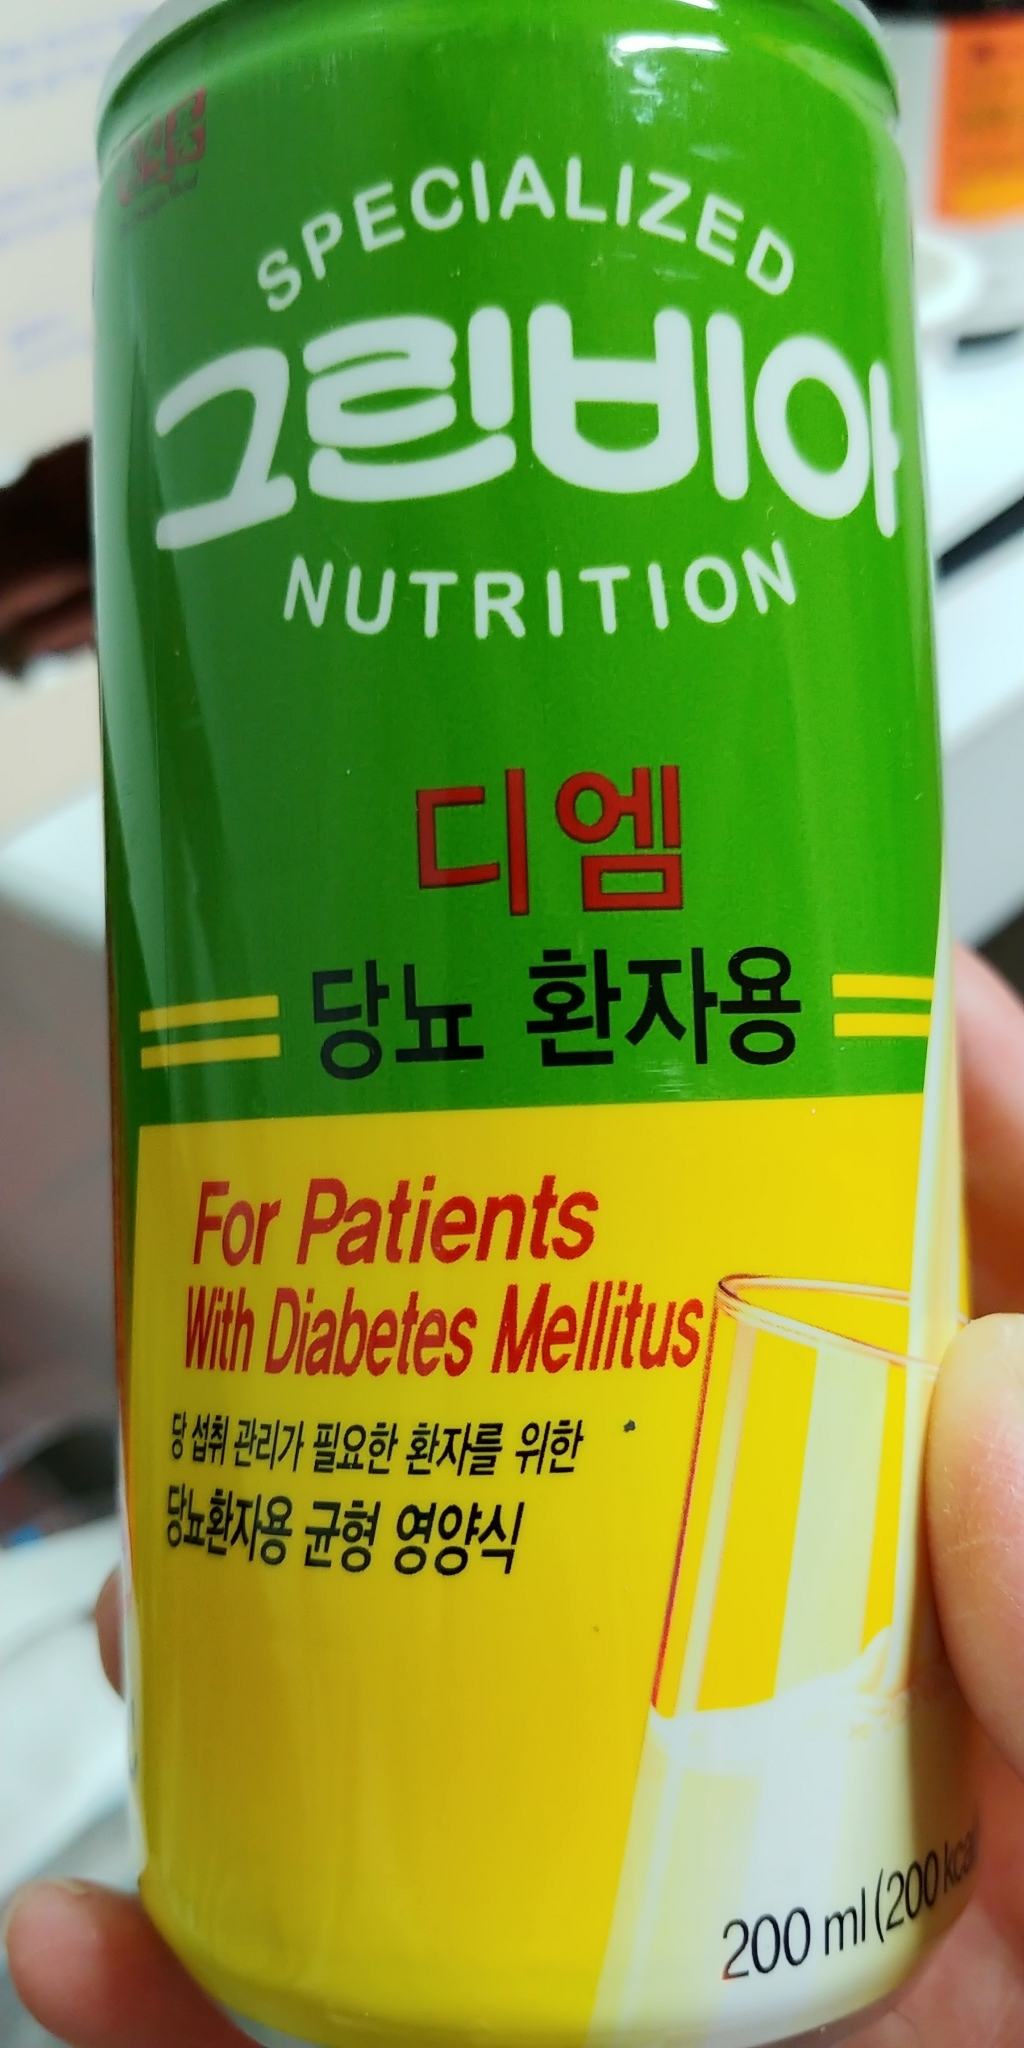 SPECIALIZED
그린비아
NUTRITION
디엠
당뇨 환자용
For Patients
With Diabetes Mellitus
당 섭취 관리가 필요한 환자를 위한
당뇨환자용 균형 영양식
200 ml (200 kcal